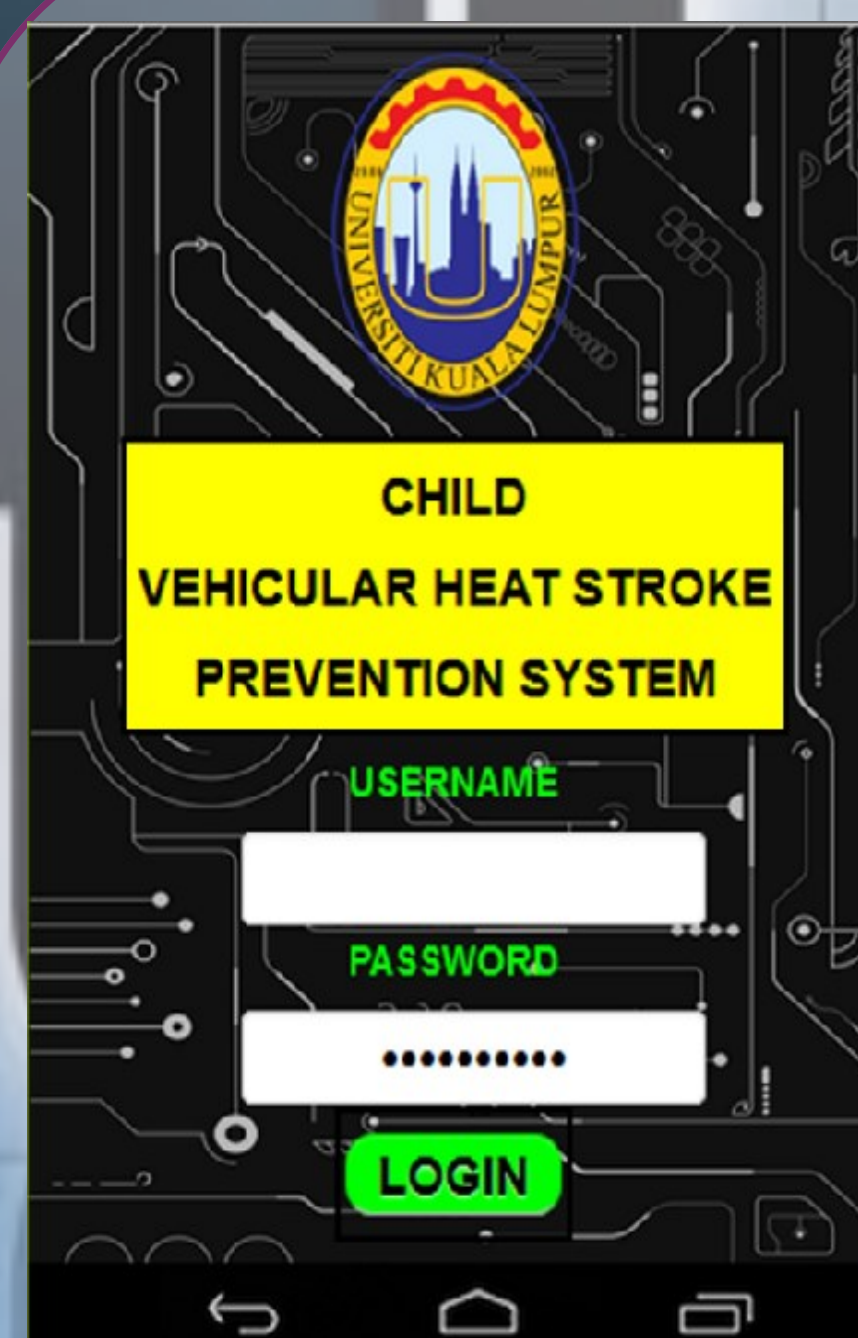 UNIVERSITI KUALA LUMPUR
CHILD
VEHICULAR HEAT STROKE
PREVENTION SYSTEM
USERNAME
PASSWORD
••••••••••
LOGIN